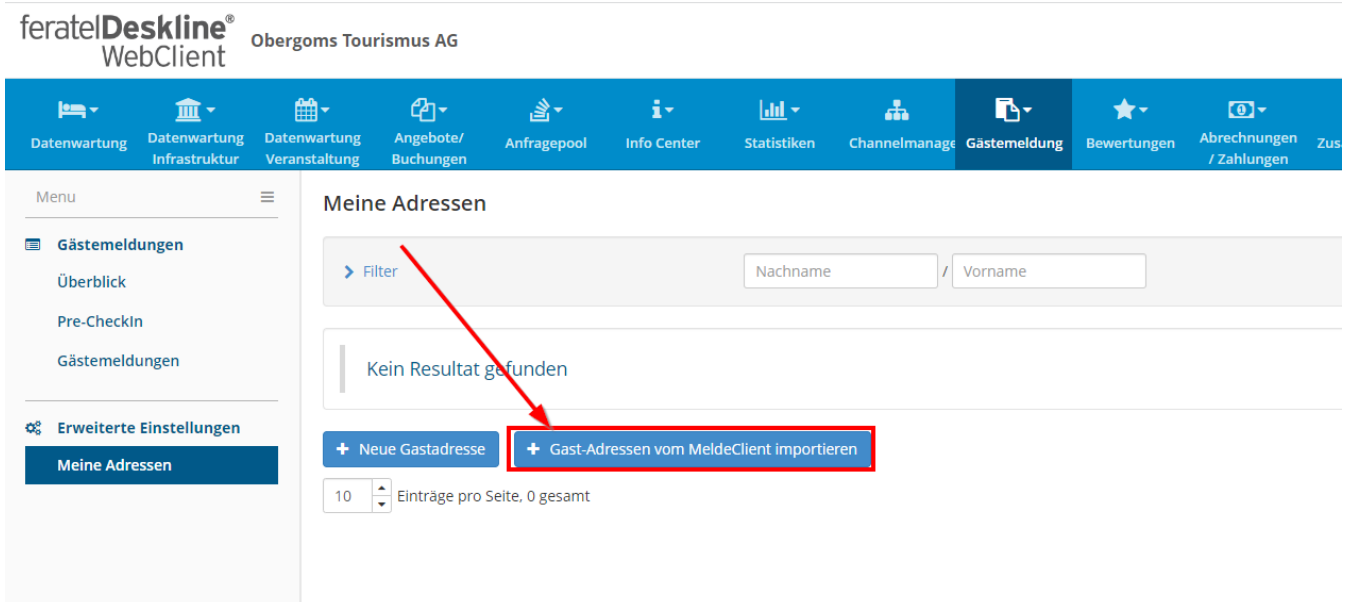 feratelDeskline®
WebClient
Obergoms Tourismus AG
Datenwartung
Datenwartung
Infrastruktur
Datenwartung
Veranstaltung
Angebote/
Buchungen
Anfragepool
Info Center
Statistiken
Channelmanage
Gästemeldung
Bewertungen
Abrechnungen
/ Zahlungen
Zus
Menu
Gästemeldungen
Überblick
Pre-CheckIn
Gästemeldungen
Erweiterte Einstellungen
Meine Adressen
Meine Adressen
Filter
Nachname / Vorname
Kein Resultat gefunden
+ Neue Gastadresse
+ Gast-Adressen vom MeldeClient importieren
10 Einträge pro Seite, 0 gesamt